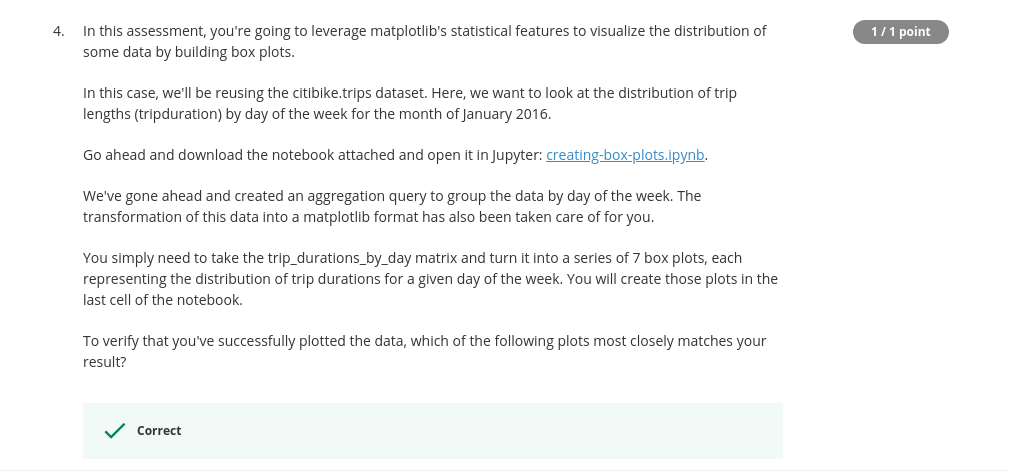 4. In this assessment, you're going to leverage matplotlib's statistical features to visualize the distribution of
1 / 1 point
some data by building box plots.
In this case, we'll be reusing the citibike.trips dataset. Here, we want to look at the distribution of trip
lengths (tripduration) by day of the week for the month of January 2016.
Go ahead and download the notebook attached and open it in Jupyter: creating-box-plots.ipynb.
We've gone ahead and created an aggregation query to group the data by day of the week. The
transformation of this data into a matplotlib format has also been taken care of for you.
You simply need to take the trip_durations_by_day matrix and turn it into a series of 7 box plots, each
representing the distribution of trip durations for a given day of the week. You will create those plots in the
last cell of the notebook.
To verify that you've successfully plotted the data, which of the following plots most closely matches your
result?
Correct